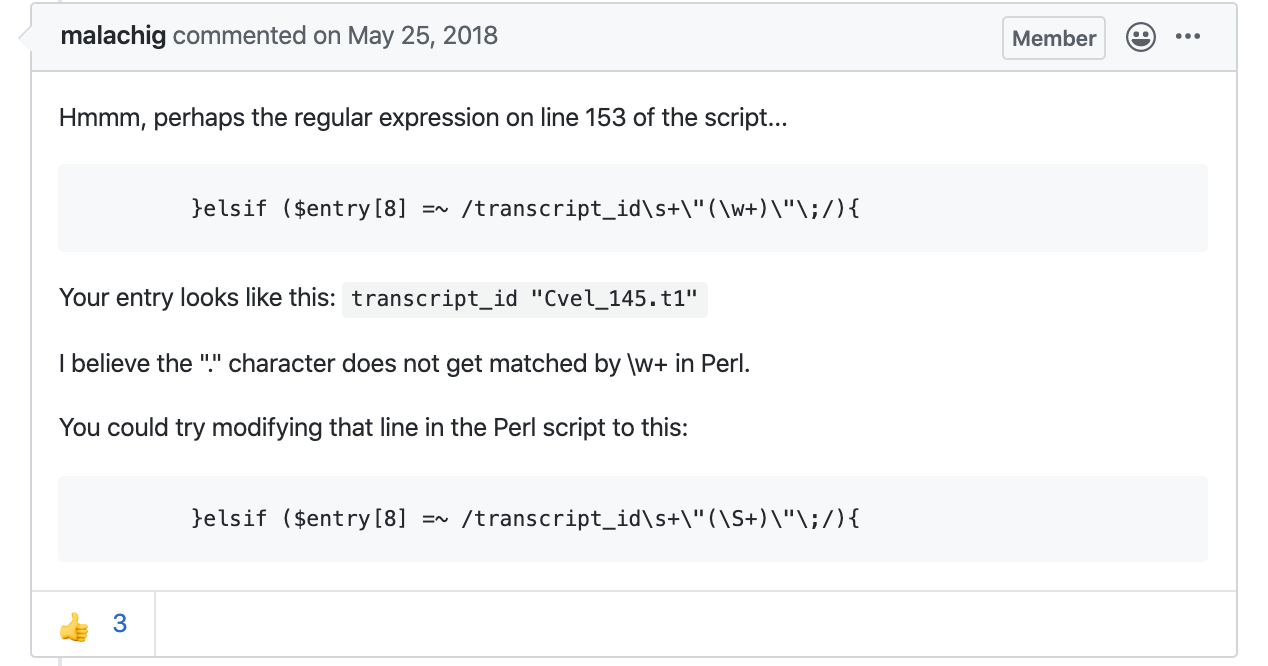 malachig commented on May 25, 2018 Member
Hmmm, perhaps the regular expression on line 153 of the script...
}elsif ($entry[8] =~ /transcript_id\s+\"(\w+)\"\;/){
Your entry looks like this: transcript_id "Cvel_145.t1"
I believe the "." character does not get matched by \w+ in Perl.
You could try modifying that line in the Perl script to this:
}elsif ($entry[8] =~ /transcript_id\s+\"(\S+)\"\;/){
👍 3